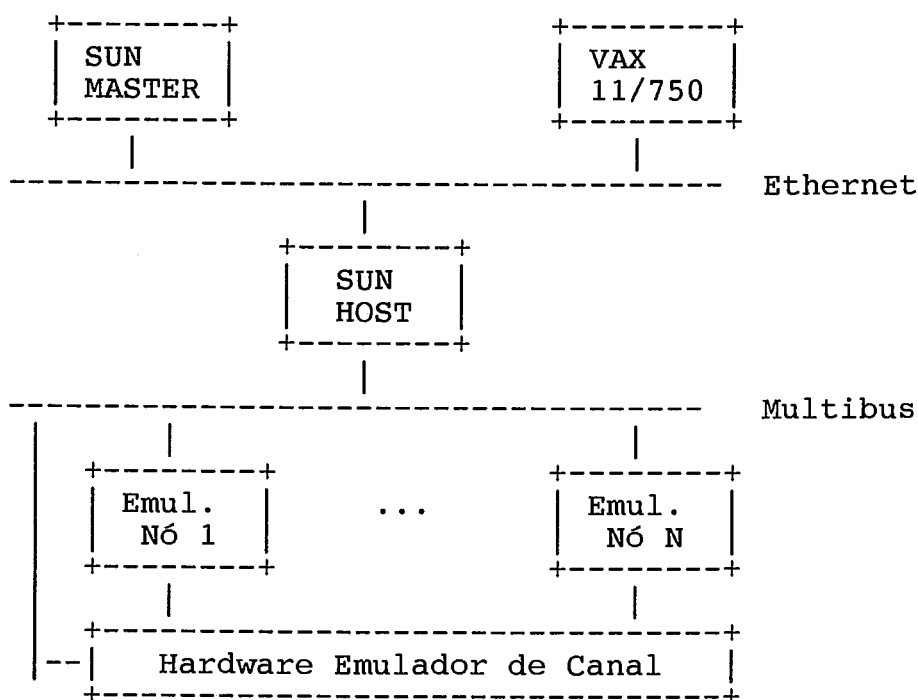 SUN
MASTER
VAX
11/750
Ethernet
SUN
HOST
Multibus
Emul.
Nó 1
...
Emul.
Nó N
Hardware Emulador de Canal